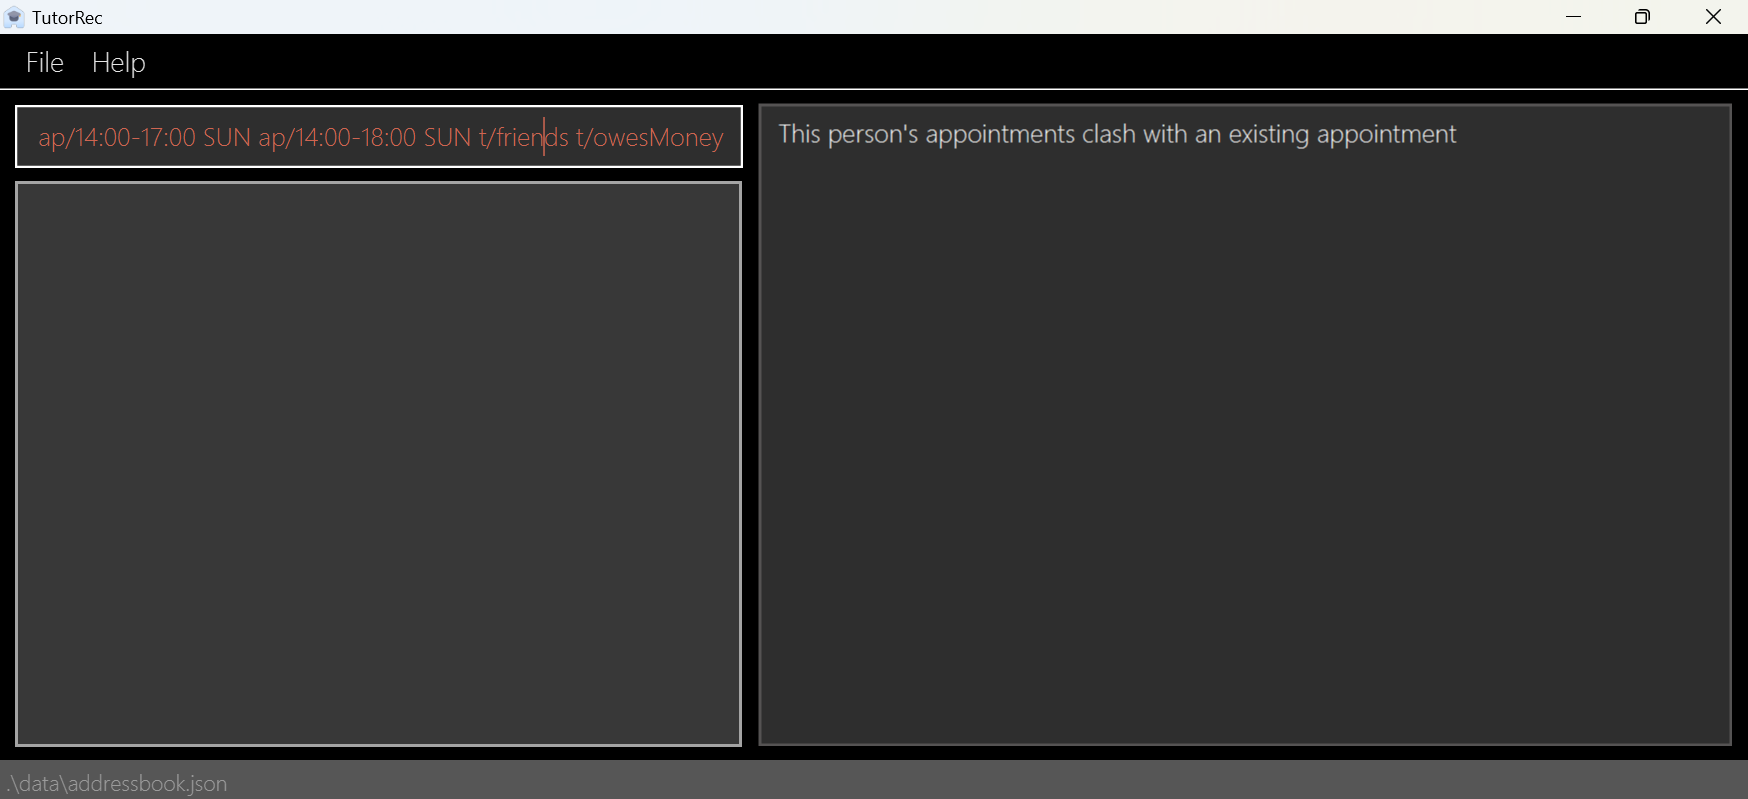 TutorRec
File Help
ap/14:00-17:00 SUN ap/14:00-18:00 SUN t/friends t/owesMoney
This person's appointments clash with an existing appointment
.\data\addressbook.json